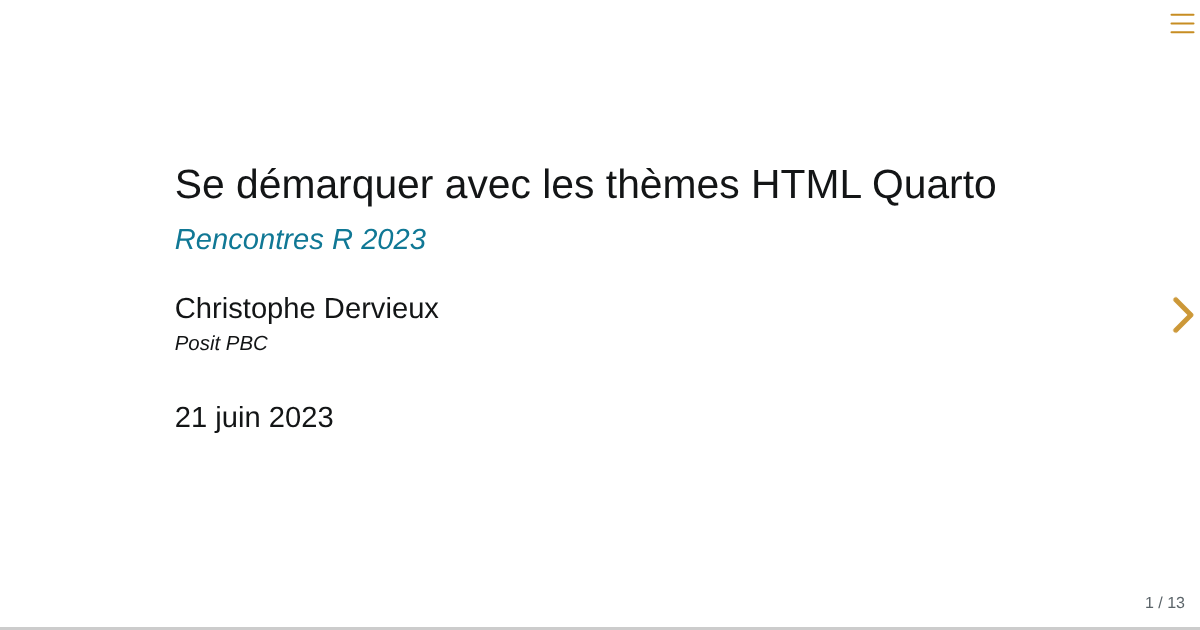 Se démarquer avec les thèmes HTML Quarto
Rencontres R 2023
Christophe Dervieux
Posit PBC
21 juin 2023
1 / 13